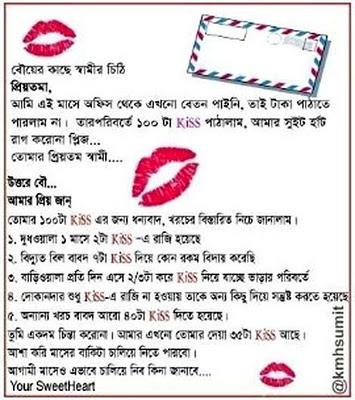 বৌয়ের কাছে স্বামীর চিঠি
প্রিয়তমা,
আমি এই মাসে অফিস থেকে এখনো বেতন পাইনি, তাই টাকা পাঠাতে
পারলাম না। তারপরিবর্তে ১০০ টা KiSS পাঠালাম, আমার সুইট হার্ট
রাগ করোনা প্লিজ...
তোমার প্রিয়তম স্বামী....
উত্তরে বৌ...
আমার প্রিয় জান্
তোমার ১০০টা KiSS এর জন্য ধন্যবাদ, খরচের বিস্তারিত নিচে জানালাম।
১. দুধওয়ালা ১ মাসে ২টা KiSS -এ রাজি হয়েছে
২. বিদ্যুত বিল বাবদ ৭টা KiSS দিয়ে কোন রকম বিদায় করেছি
৩. বাড়িওয়ালা প্রতি দিন এসে ২/৩টা করে KiSS নিয়ে যাচ্ছে ভাড়ার পরিবর্তে
৪. দোকানদার শুধু KiSS-এ রাজি না হওয়ায় তাকে অন্য কিছু দিয়ে সন্তুষ্ট করতে হয়েছে
৫. অন্যান্য খরচ বাবদ আরো ৪০টা KiSS দিতে হয়েছে।
তুমি একদম চিন্তা করোনা। আমার এখনো তোমার দেয়া ৩৫টা KiSS আছে।
আশা করি মাসের বাকিটা চালিয়ে নিতে পারবো।
আগামী মাসেও এভাবে চালিয়ে নিব কিনা জানাবে....
Your SweetHeart
@kmhsumit